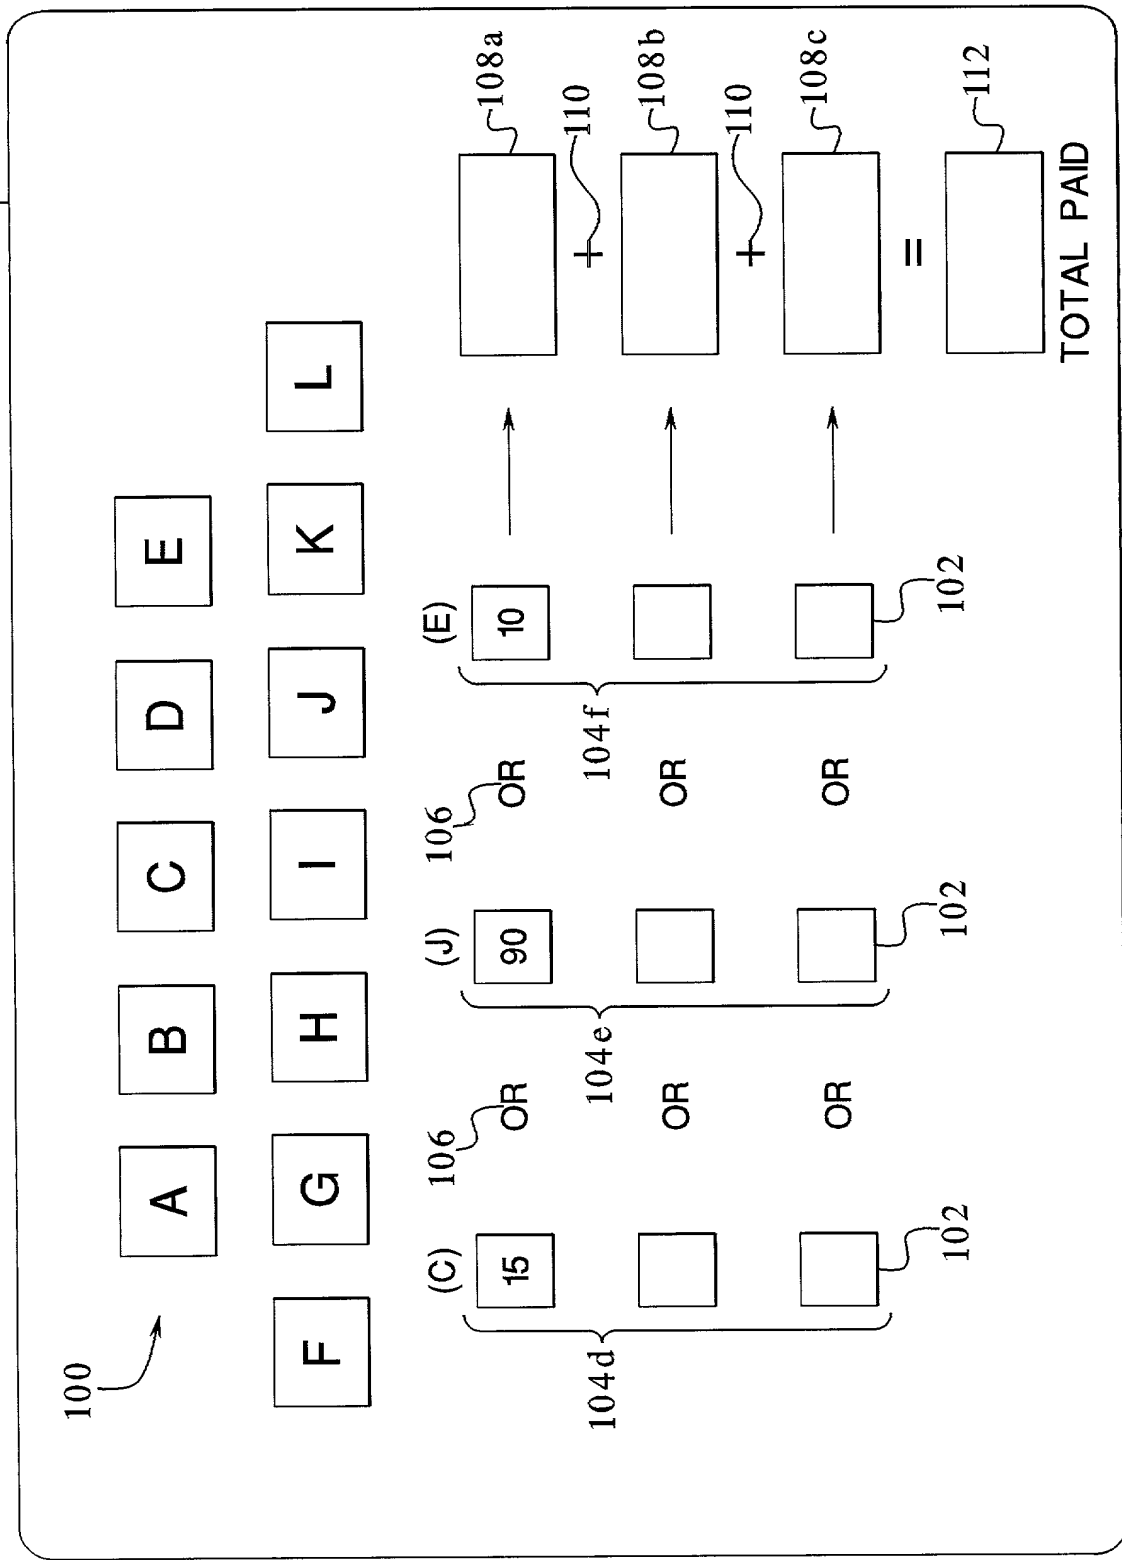 100
A B C D E
F G H I J K L
(C) 106 (J) 106 (E)
15 OR 90 OR 10 108a
+ 110
104d OR 104e OR 104f 108b
+ 110
OR OR 108c
102 102 102
=
112
TOTAL PAID